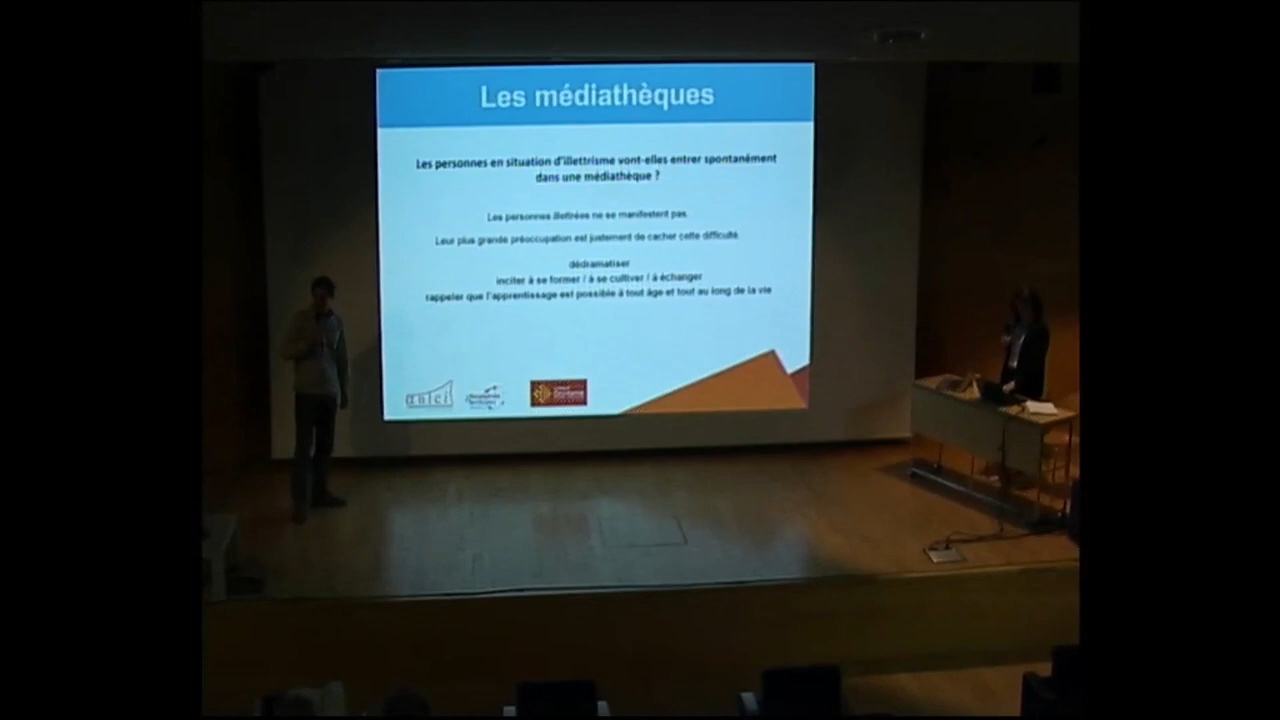 Les médiathèques
Les personnes en situation d'illettrisme vont-elles entrer spontanément
dans une médiathèque ?
Les personnes illettrées ne se manifestent pas.
Leur plus grande préoccupation est justement de cacher cette difficulté.
dédramatiser
inciter à se former / à se cultiver / à échanger
rappeler que l'apprentissage est possible à tout âge et tout au long de la vie
anlci